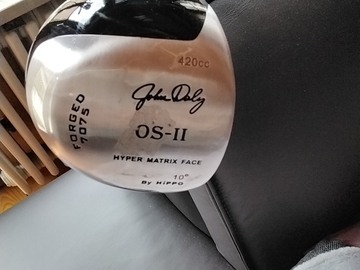 420cc
John Daly
OS-II
FORGED
7075
HYPER MATRIX FACE
10°
By HiPPO